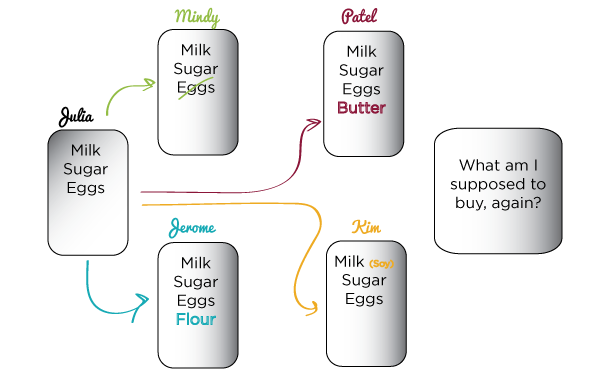 Mindy
Milk
Sugar
Eggs
Patel
Milk
Sugar
Eggs
Butter
Julia
Milk
Sugar
Eggs
What am I
supposed to
buy, again?
Jerome
Milk
Sugar
Eggs
Flour
Kim
Milk (Soy)
Sugar
Eggs